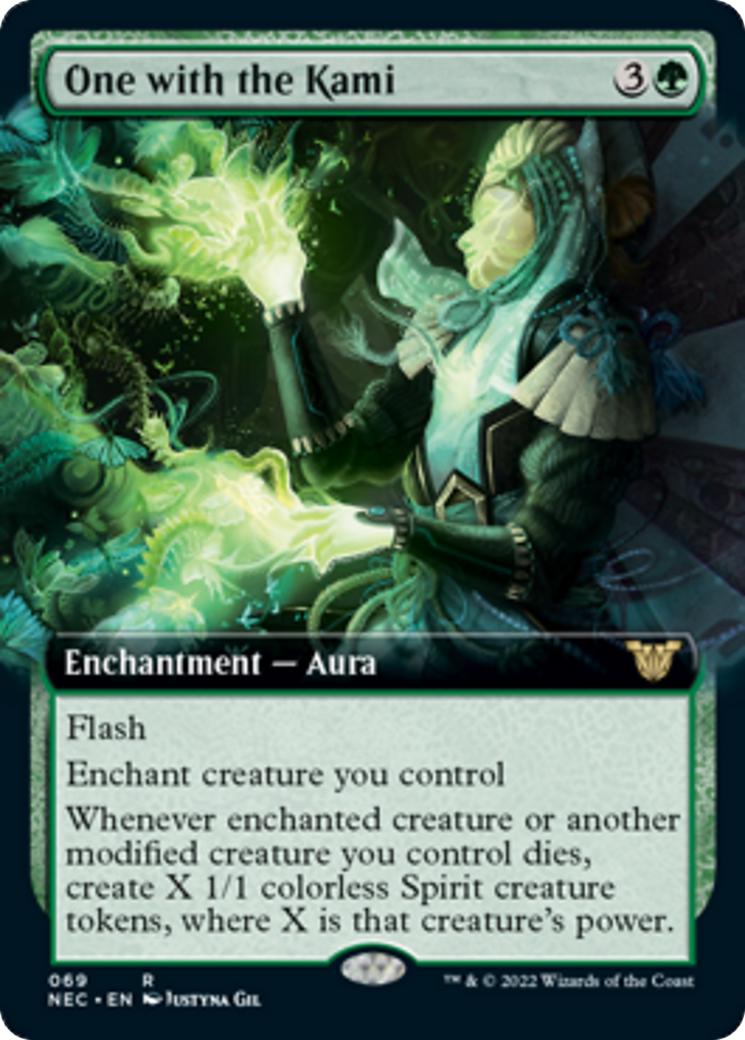 One with the Kami 3
Enchantment — Aura
Flash
Enchant creature you control
Whenever enchanted creature or another
modified creature you control dies,
create X 1/1 colorless Spirit creature
tokens, where X is that creature's power.
069 R
NEC • EN Justyna Gil ™ & © 2022 Wizards of the Coast